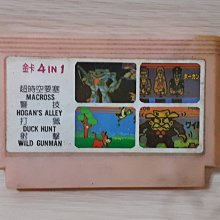 金卡 4 IN 1
超時空要塞
MACROSS
警 技
HOGAN'S ALLEY
打 獵
DUCK HUNT
射 擊
WILD GUNMAN